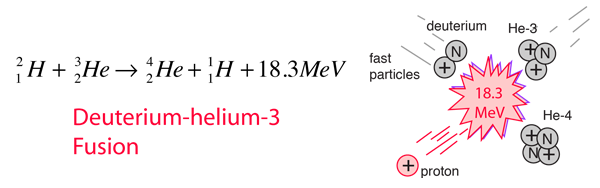 ²₁H + ³₂He → ⁴₂He + ¹₁H + 18.3MeV
Deuterium-helium-3
Fusion
deuterium
He-3
N
+
+
N
+
fast
particles
18.3
MeV
He-4
+
N
N
+
+
proton